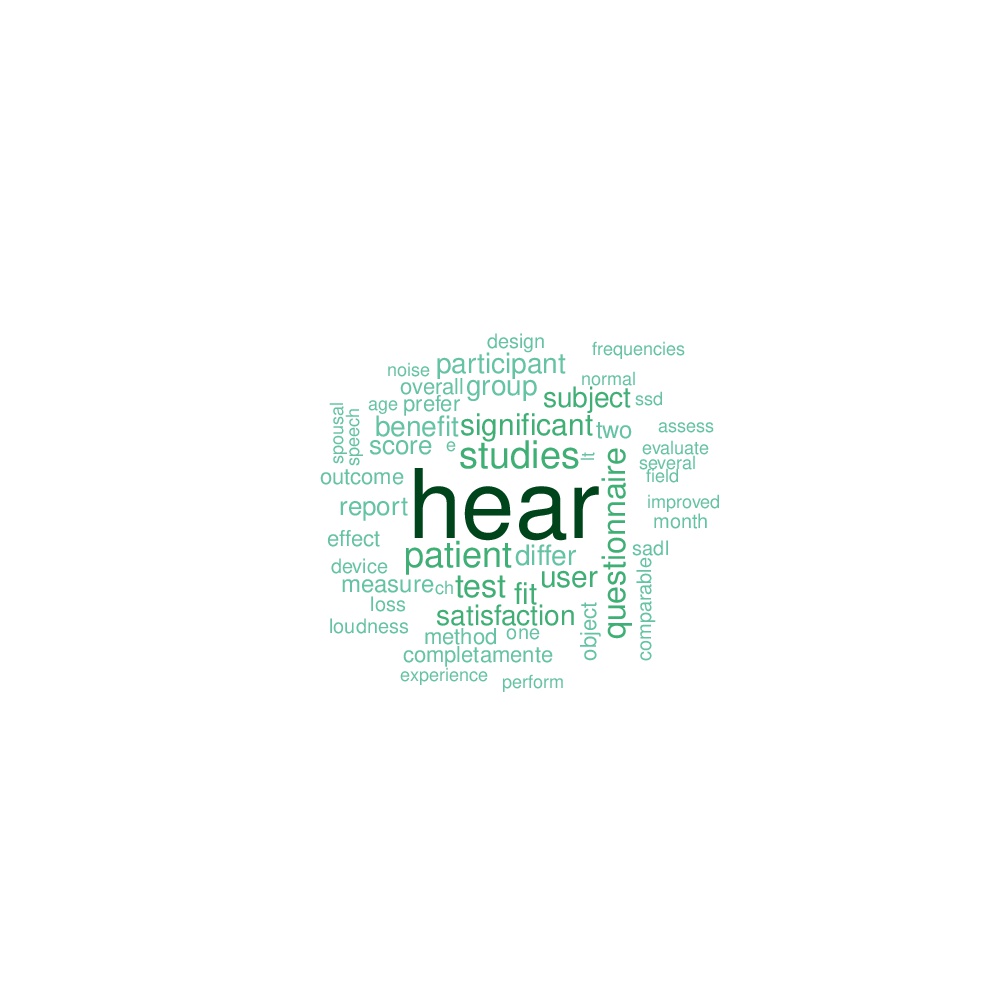 design
frequencies
participant
noise
normal
overall
group
subject
ssd
age
prefer
spousal
speech
benefit
significant
two
assess
score
e
studies
evaluate
several
field
outcome
hear
questionnaire
report
improved
month
effect
patient
differ
sadl
device
measure
ch
test
fit
user
comparable
loss
satisfaction
object
loudness
method
one
completamente
experience
perform